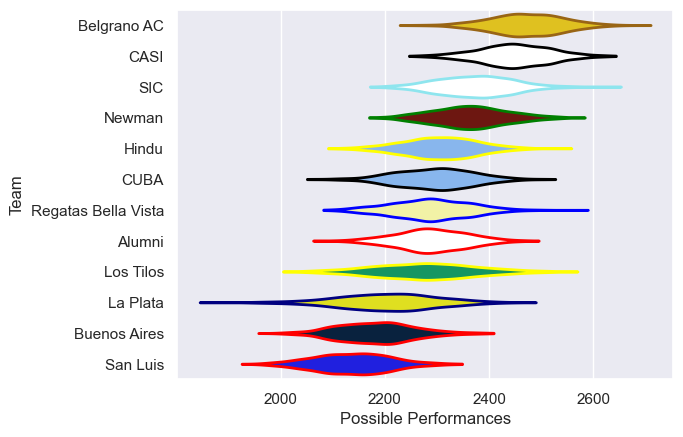 Belgrano AC
CASI
SIC
Newman
Hindu
CUBA
Regatas Bella Vista
Alumni
Los Tilos
La Plata
Buenos Aires
San Luis
Team
2000 2200 2400 2600
Possible Performances